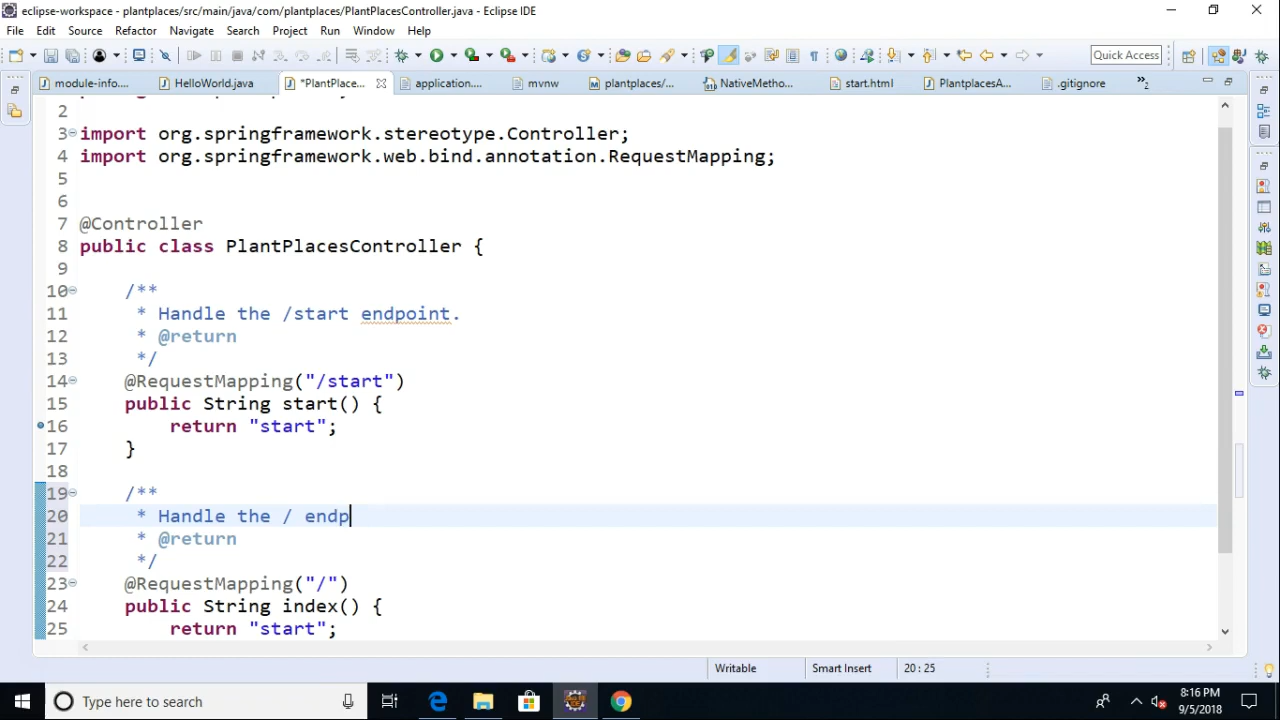 eclipse-workspace - plantplaces/src/main/java/com/plantplaces/PlantPlacesController.java - Eclipse IDE
File Edit Source Refactor Navigate Search Project Run Window Help
Quick Access
module-info.... HelloWorld.java *PlantPlace... application.... mvnw plantplaces/... NativeMetho... start.html PlantplacesA... .gitignore »2
2
3 import org.springframework.stereotype.Controller;
4 import org.springframework.web.bind.annotation.RequestMapping;
5
6
7 @Controller
8 public class PlantPlacesController {
9
10 /**
11 * Handle the /start endpoint.
12 * @return
13 */
14 @RequestMapping("/start")
15 public String start() {
16 return "start";
17 }
18
19 /**
20 * Handle the / endp
21 * @return
22 */
23 @RequestMapping("/")
24 public String index() {
25 return "start";
Writable Smart Insert 20 : 25
Type here to search
8:16 PM
9/5/2018